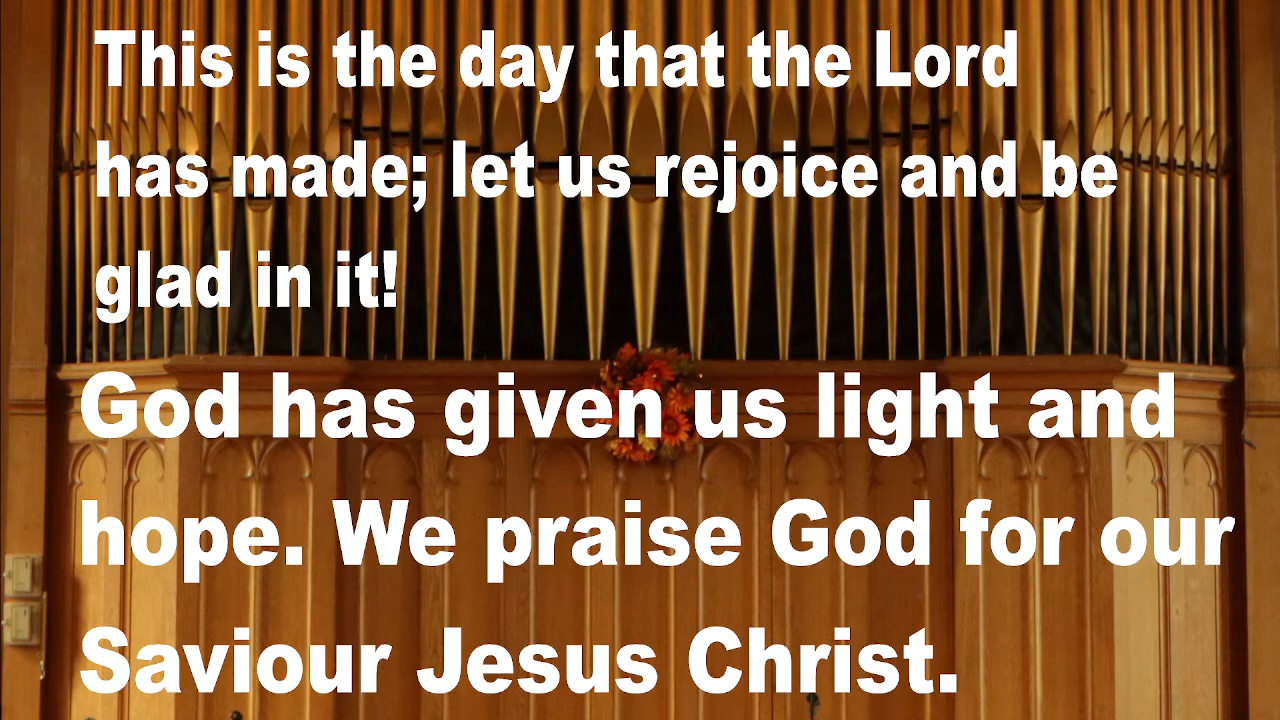 This is the day that the Lord
has made; let us rejoice and be
glad in it!
God has given us light and
hope. We praise God for our
Saviour Jesus Christ.